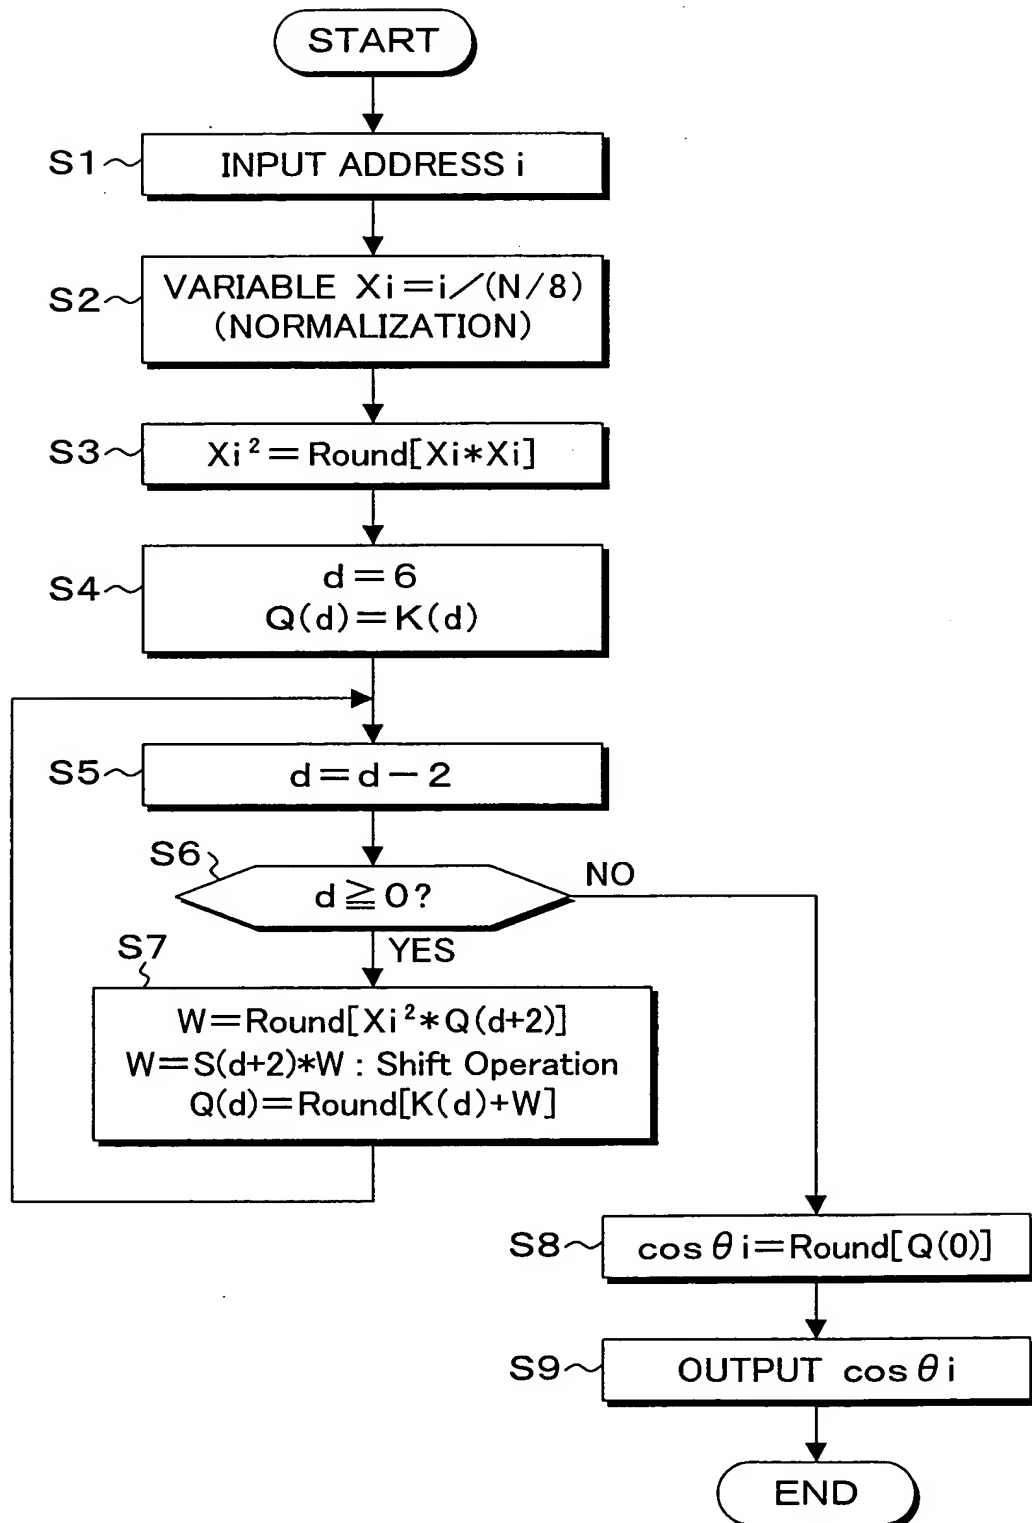 START
S1
INPUT ADDRESS i
S2
VARIABLE Xi=i/(N/8)
(NORMALIZATION)
S3
Xi²=Round[Xi*Xi]
S4
d=6
Q(d)=K(d)
S5
d=d-2
S6
d≧0?
NO
YES
S7
W=Round[Xi²*Q(d+2)]
W=S(d+2)*W : Shift Operation
Q(d)=Round[K(d)+W]
S8
cos θ i=Round[Q(0)]
S9
OUTPUT cos θ i
END